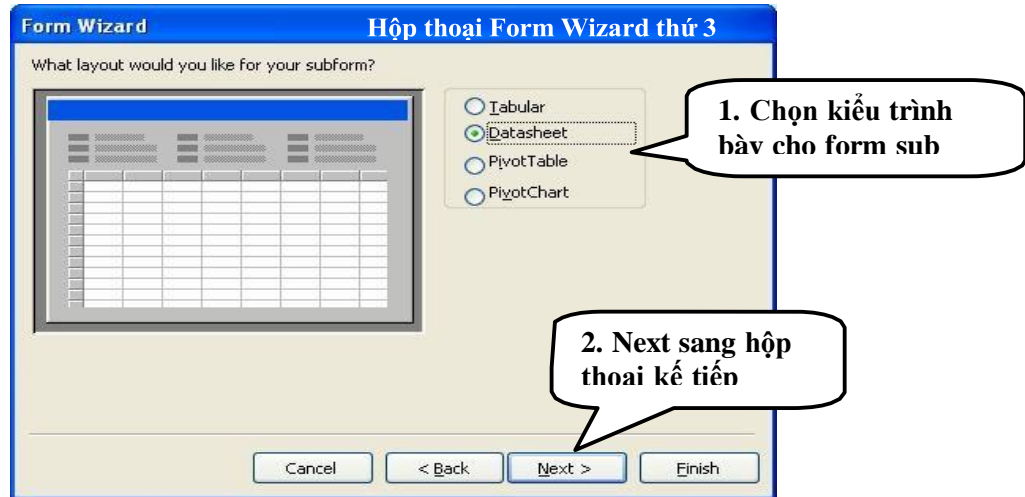 Form Wizard Hộp thoại Form Wizard thứ 3
What layout would you like for your subform?
Tabular
Datasheet
PivotTable
PivotChart
1. Chọn kiểu trình
bày cho form sub
2. Next sang hộp
thoại kế tiếp
Cancel < Back Next > Finish